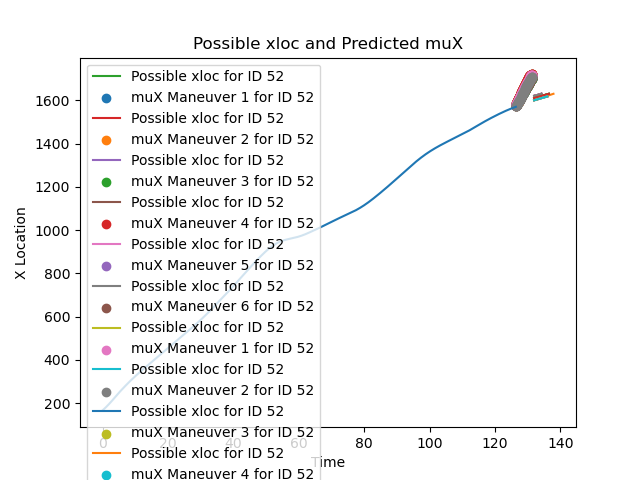 Possible xloc and Predicted muX
X Location
1600
1400
1200
1000
800
600
400
200
Possible xloc for ID 52
muX Maneuver 1 for ID 52
Possible xloc for ID 52
muX Maneuver 2 for ID 52
Possible xloc for ID 52
muX Maneuver 3 for ID 52
Possible xloc for ID 52
muX Maneuver 4 for ID 52
Possible xloc for ID 52
muX Maneuver 5 for ID 52
Possible xloc for ID 52
muX Maneuver 6 for ID 52
Possible xloc for ID 52
muX Maneuver 1 for ID 52
Possible xloc for ID 52
muX Maneuver 2 for ID 52
Possible xloc for ID 52
muX Maneuver 3 for ID 52
Possible xloc for ID 52
muX Maneuver 4 for ID 52
0 20 40 60 80 100 120 140
Time